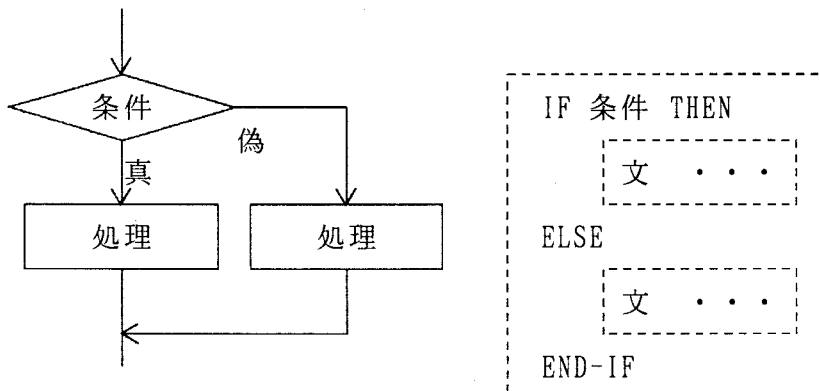 条件
偽
真
処理
処理
IF 条件 THEN
文 ・・・
ELSE
文 ・・・
END-IF